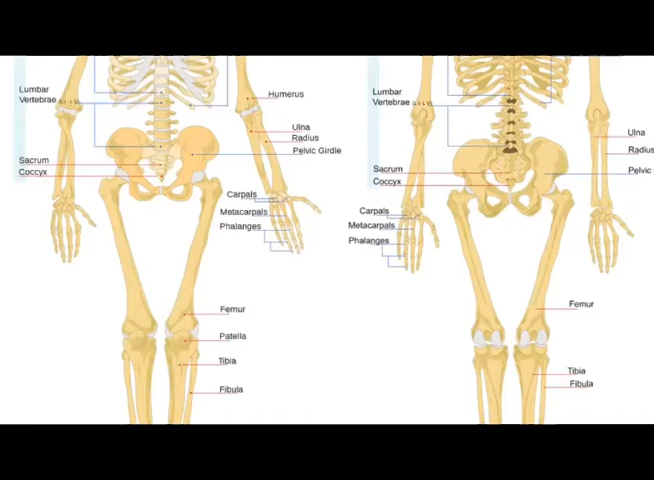 Lumbar
Vertebrae (L I- L V)
Humerus
Ulna
Radius
Pelvic Girdle
Sacrum
Coccyx
Carpals
Metacarpals
Phalanges
Femur
Patella
Tibia
Fibula
Lumbar
Vertebrae (L I- L V)
Ulna
Radius
Pelvic
Sacrum
Coccyx
Carpals
Metacarpals
Phalanges
Femur
Tibia
Fibula